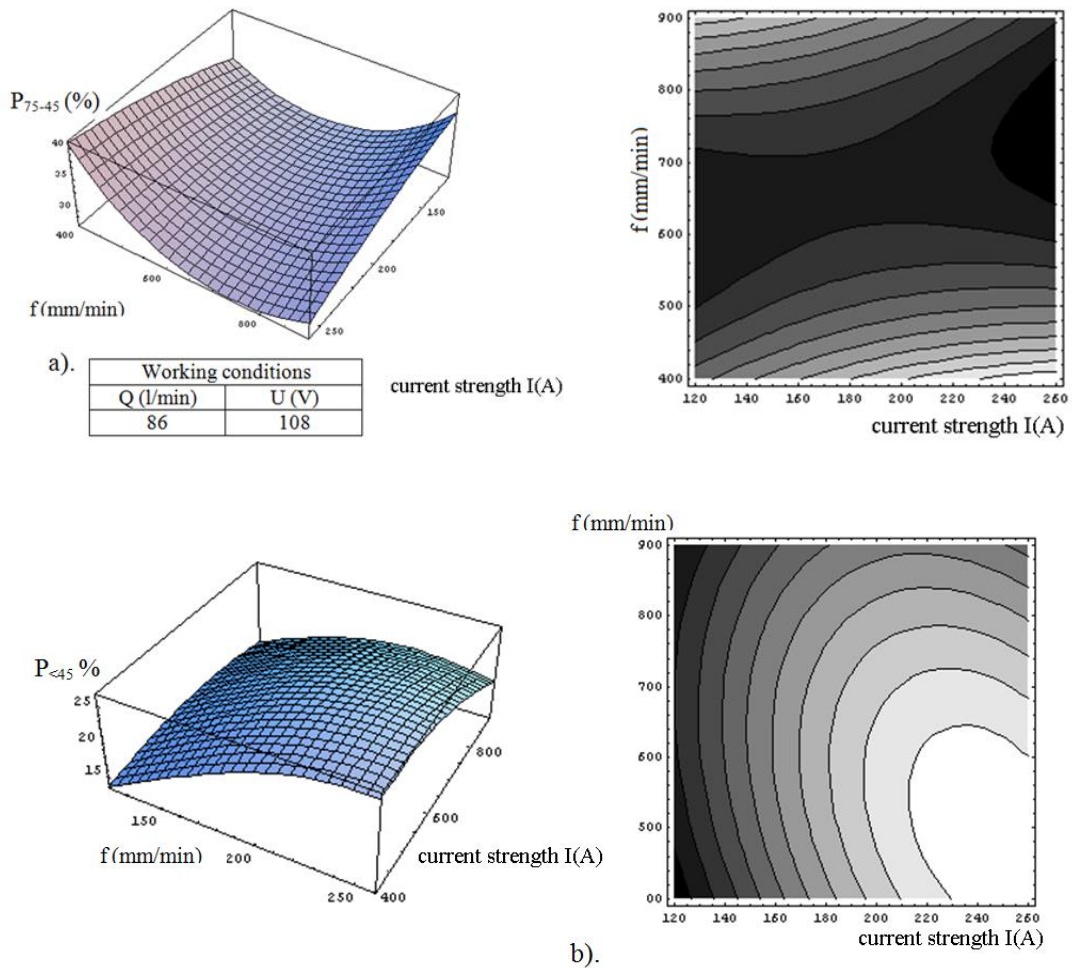 P75-45 (%)
40
25
30
400
600
800
f (mm/min)
150
200
250
a).
Working conditions
Q (l/min) U (V)
86 108
current strength I(A)
900
800
700
600
500
400
f (mm/min)
120 140 160 180 200 220 240 260
current strength I(A)
P<45 %
25
20
15
150
200
250
f (mm/min)
400
600
800
current strength I(A)
f (mm/min)
900
800
700
600
500
00
120 140 160 180 200 220 240 260
current strength I(A)
b).